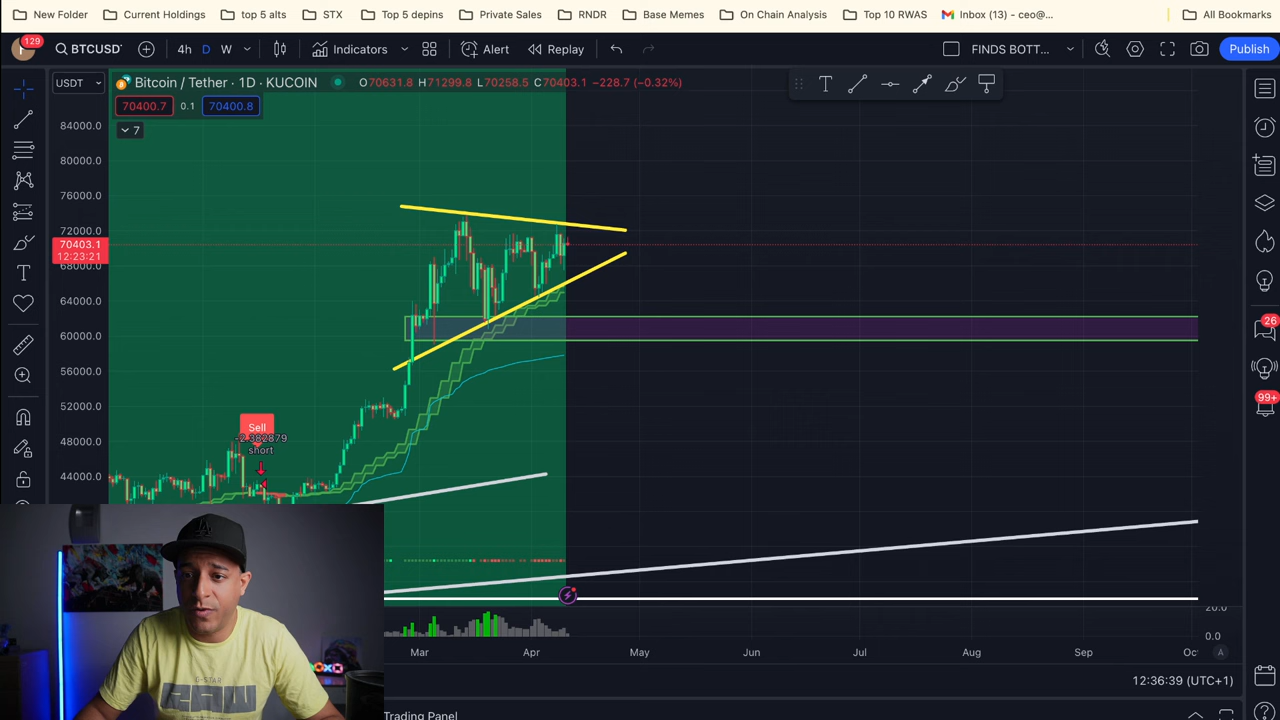 New Folder Current Holdings top 5 alts STX Top 5 depins Private Sales RNDR Base Memes On Chain Analysis Top 10 RWAS Inbox (13) - ceo@... All Bookmarks
129 BTCUSD 4h D W Indicators Alert Replay FINDS BOTT... Publish
USDT Bitcoin / Tether · 1D · KUCOIN O70631.8 H71299.8 L70258.5 C70403.1 −228.7 (−0.32%)
70400.7 0.1 70400.8
7
84000.0
80000.0
76000.0
72000.0
70403.1
12:23:21
68000.0
64000.0
60000.0
56000.0
52000.0
48000.0
44000.0
Sell
-2.382879
short
26
99+
20.0
0.0
Mar Apr May Jun Jul Aug Sep Oct A
12:36:39 (UTC+1)
Trading Panel
G-STAR